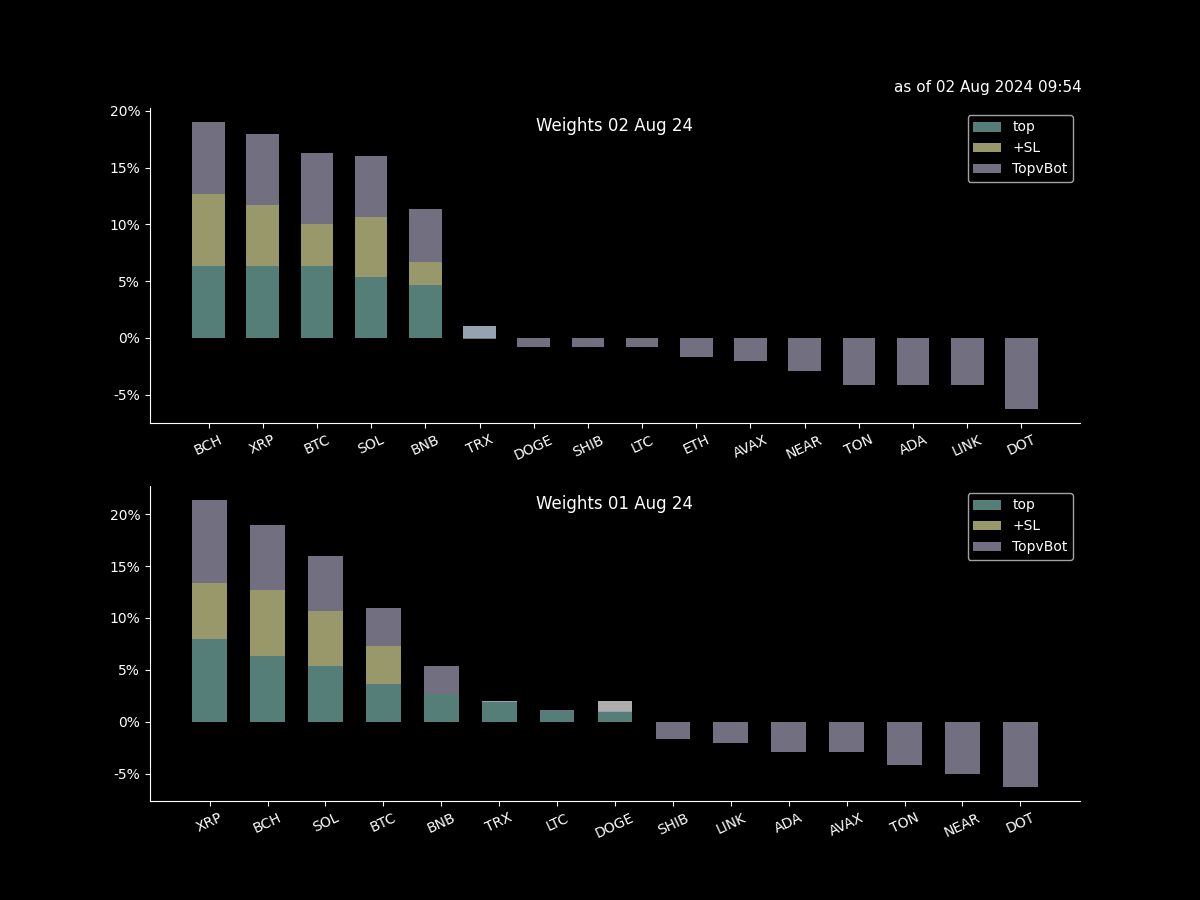 as of 02 Aug 2024 09:54
Weights 02 Aug 24
20%
15%
10%
5%
0%
-5%
top
+SL
TopvBot
BCH XRP BTC SOL BNB TRX DOGE SHIB LTC ETH AVAX NEAR TON ADA LINK DOT
Weights 01 Aug 24
20%
15%
10%
5%
0%
-5%
top
+SL
TopvBot
XRP BCH SOL BTC BNB TRX LTC DOGE SHIB LINK ADA AVAX TON NEAR DOT